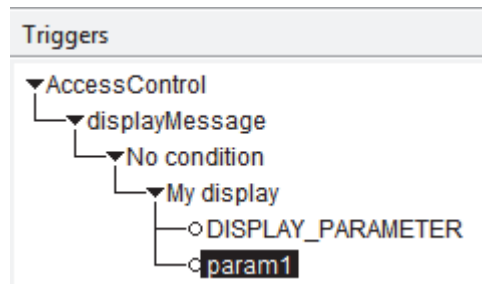 Triggers
AccessControl
displayMessage
No condition
My display
DISPLAY_PARAMETER
param1